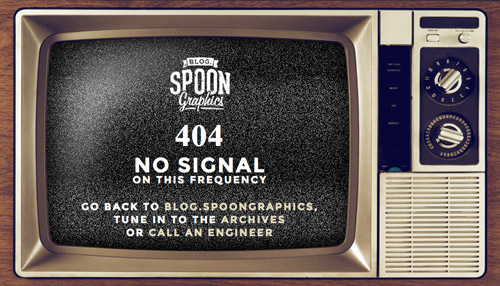 BLOG.
SPOON
Graphics
404
NO SIGNAL
ON THIS FREQUENCY
GO BACK TO BLOG.SPOONGRAPHICS,
TUNE IN TO THE ARCHIVES
OR CALL AN ENGINEER